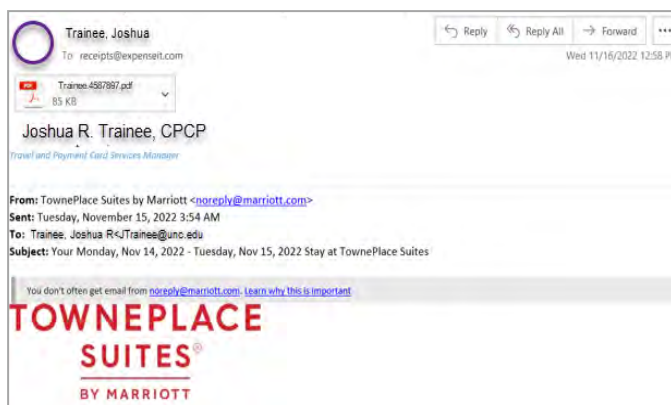 Trainee, Joshua
To receipts@expenseit.com
Reply Reply All Forward
Wed 11/16/2022 12:58 P
PDF
Trainee.4587897.pdf
85 KB
Joshua R. Trainee, CPCP
Travel and Payment Card Services Manager
From: TownePlace Suites by Marriott <noreply@marriott.com>
Sent: Tuesday, November 15, 2022 3:54 AM
To: Trainee, Joshua R<JTrainee@unc.edu
Subject: Your Monday, Nov 14, 2022 - Tuesday, Nov 15, 2022 Stay at TownePlace Suites
You don't often get email from noreply@marriott.com. Learn why this is important
TOWNEPLACE
SUITES®
BY MARRIOTT